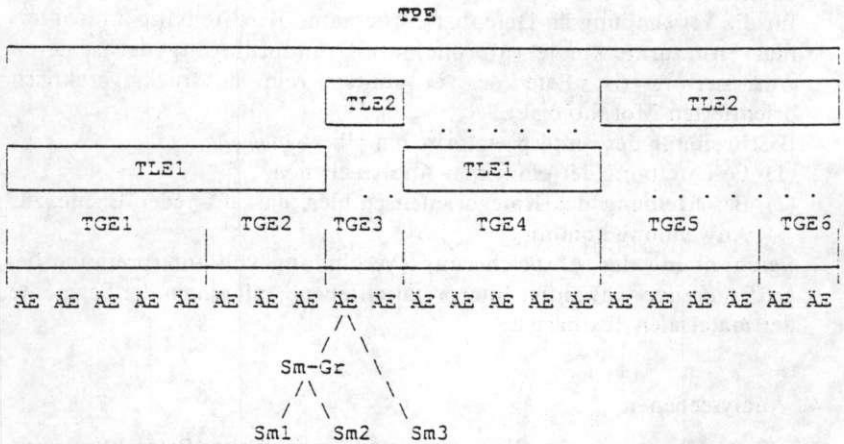 TPE
TLE2 TLE2
TLE1 TLE1
TGE1 TGE2 TGE3 TGE4 TGE5 TGE6
ÄE ÄE ÄE ÄE ÄE ÄE ÄE ÄE ÄE ÄE ÄE ÄE ÄE ÄE ÄE ÄE ÄE ÄE ÄE ÄE ÄE
Sm-Gr
Sm1 Sm2 Sm3